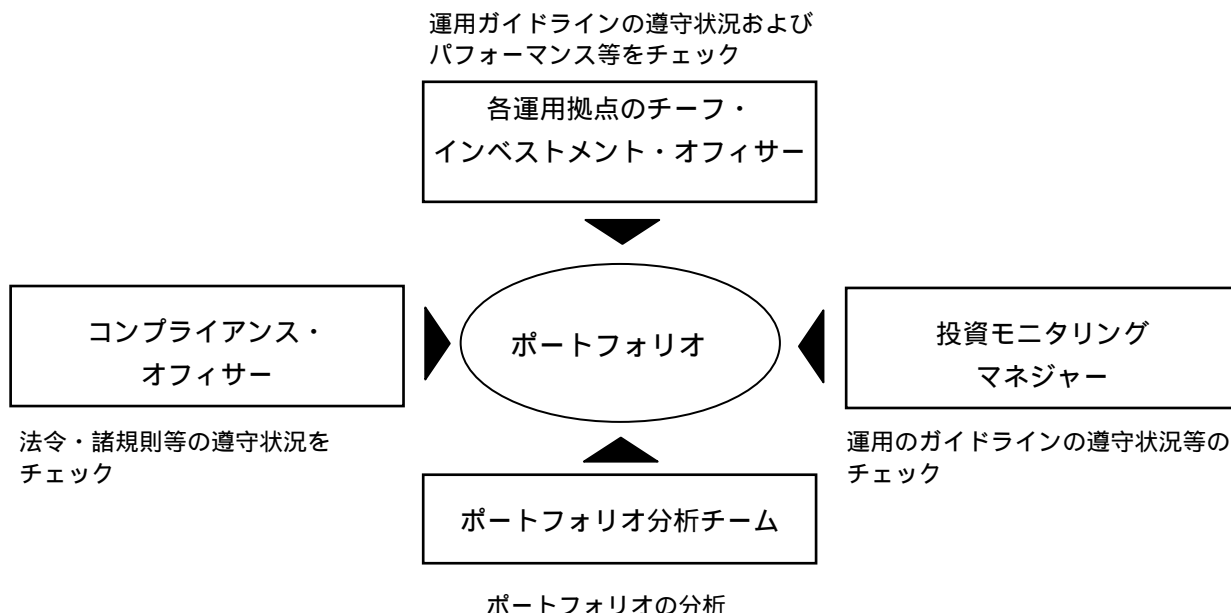 運用ガイドラインの遵守状況および
パフォーマンス等をチェック
各運用拠点のチーフ・
インベストメント・オフィサー
コンプライアンス・
オフィサー
法令・諸規則等の遵守状況を
チェック
ポートフォリオ
投資モニタリング
マネジャー
運用のガイドラインの遵守状況等の
チェック
ポートフォリオ分析チーム
ポートフォリオの分析